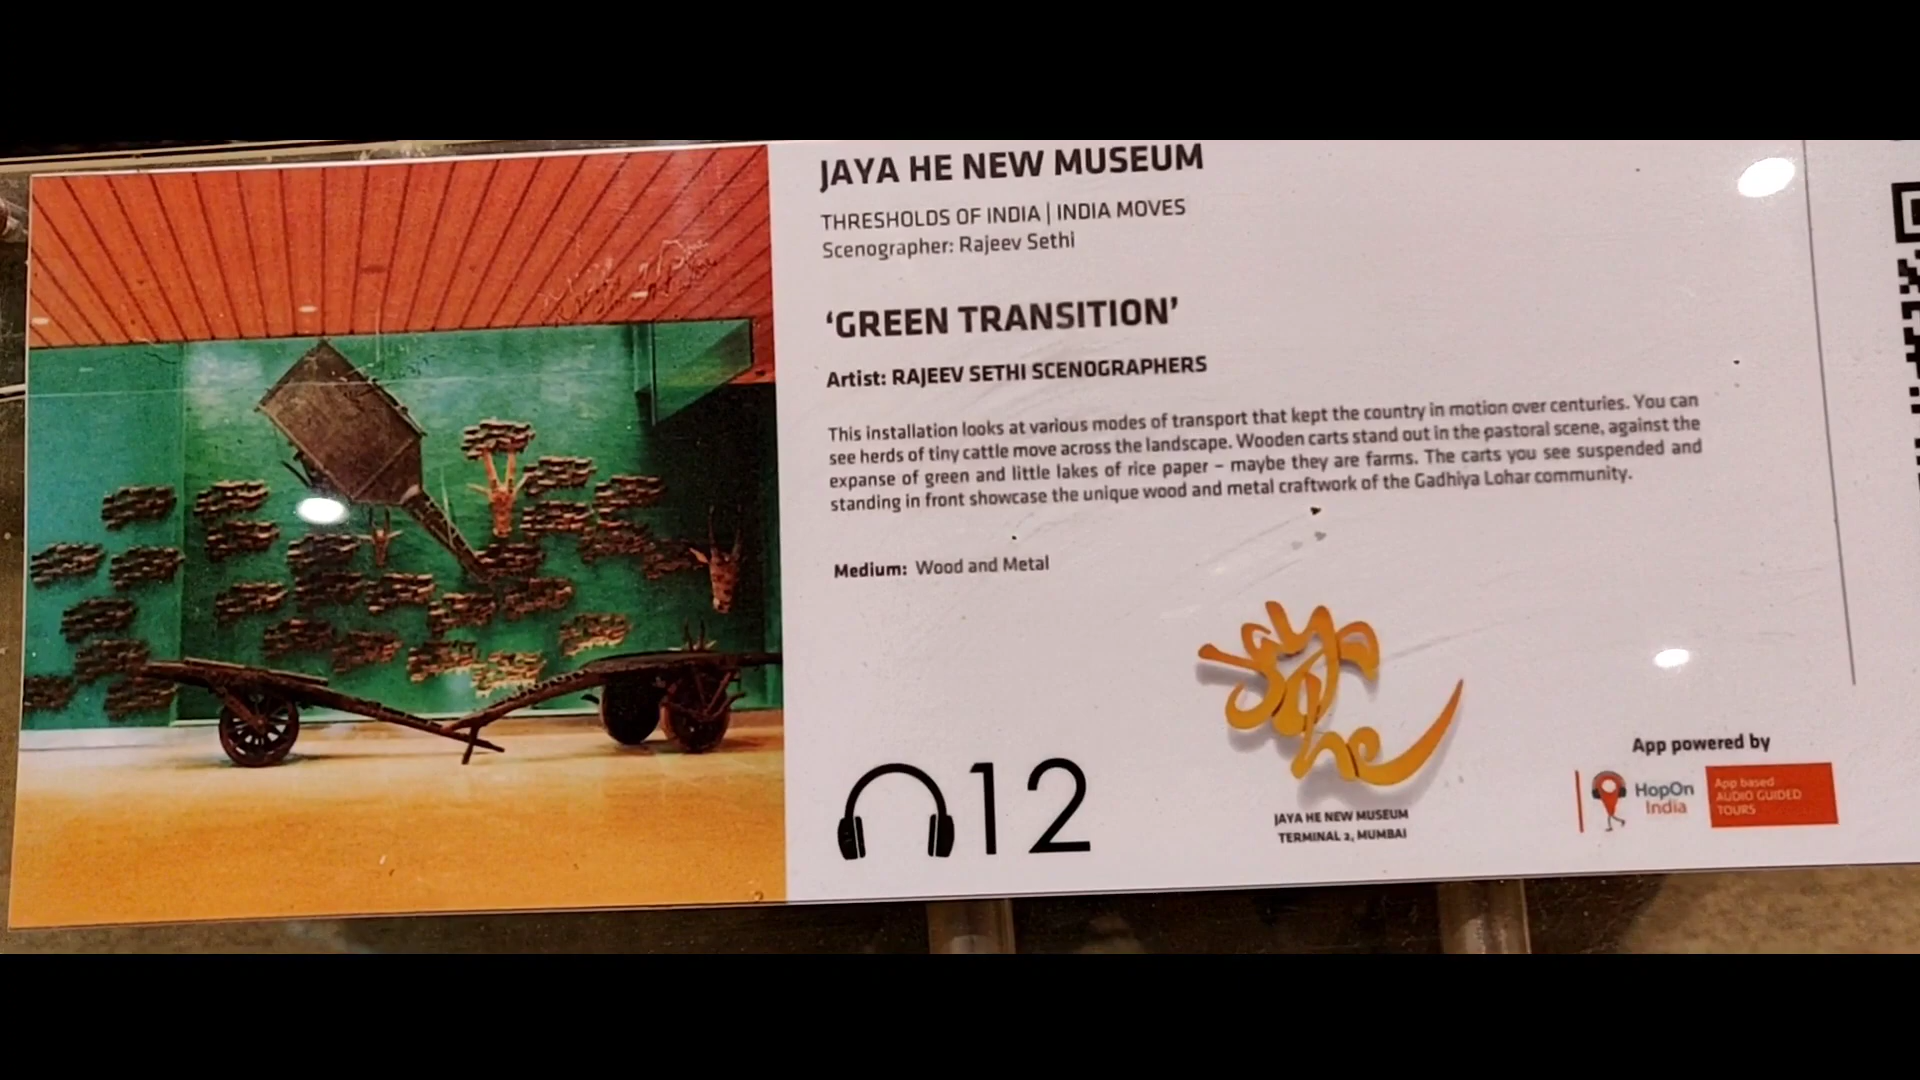 JAYA HE NEW MUSEUM
THRESHOLDS OF INDIA | INDIA MOVES
Scenographer: Rajeev Sethi
‘GREEN TRANSITION’
Artist: RAJEEV SETHI SCENOGRAPHERS
This installation looks at various modes of transport that kept the country in motion over centuries. You can
see herds of tiny cattle move across the landscape. Wooden carts stand out in the pastoral scene, against the
expanse of green and little lakes of rice paper – maybe they are farms. The carts you see suspended and
standing in front showcase the unique wood and metal craftwork of the Gadhiya Lohar community.
Medium: Wood and Metal
12
jaya he
JAYA HE NEW MUSEUM
TERMINAL 2, MUMBAI
App powered by
HopOn
India
App based
AUDIO GUIDED
TOURS